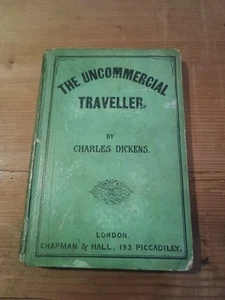 THE UNCOMMERCIAL
TRAVELLER.
BY
CHARLES DICKENS.
LONDON.
CHAPMAN & HALL, 193 PICCADILLY.